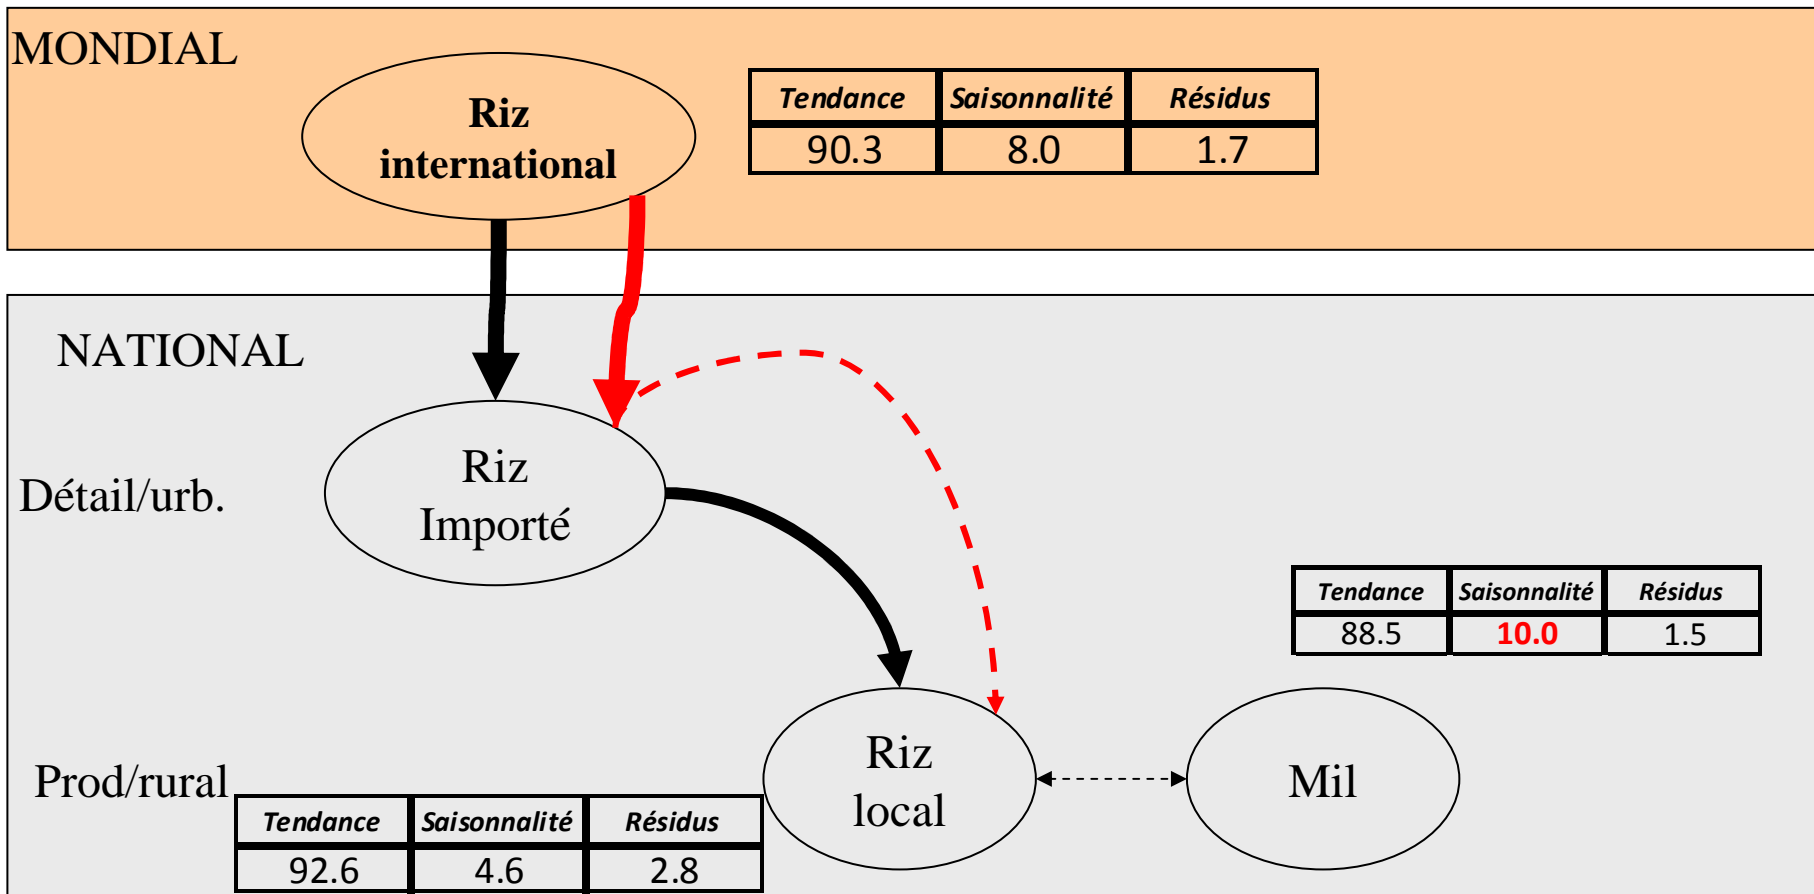 MONDIAL
Riz
international
Tendance Saisonnalité Résidus
90.3 8.0 1.7
NATIONAL
Détail/urb.
Riz
Importé
Tendance Saisonnalité Résidus
88.5 10.0 1.5
Prod/rural
Riz
local
Mil
Tendance Saisonnalité Résidus
92.6 4.6 2.8